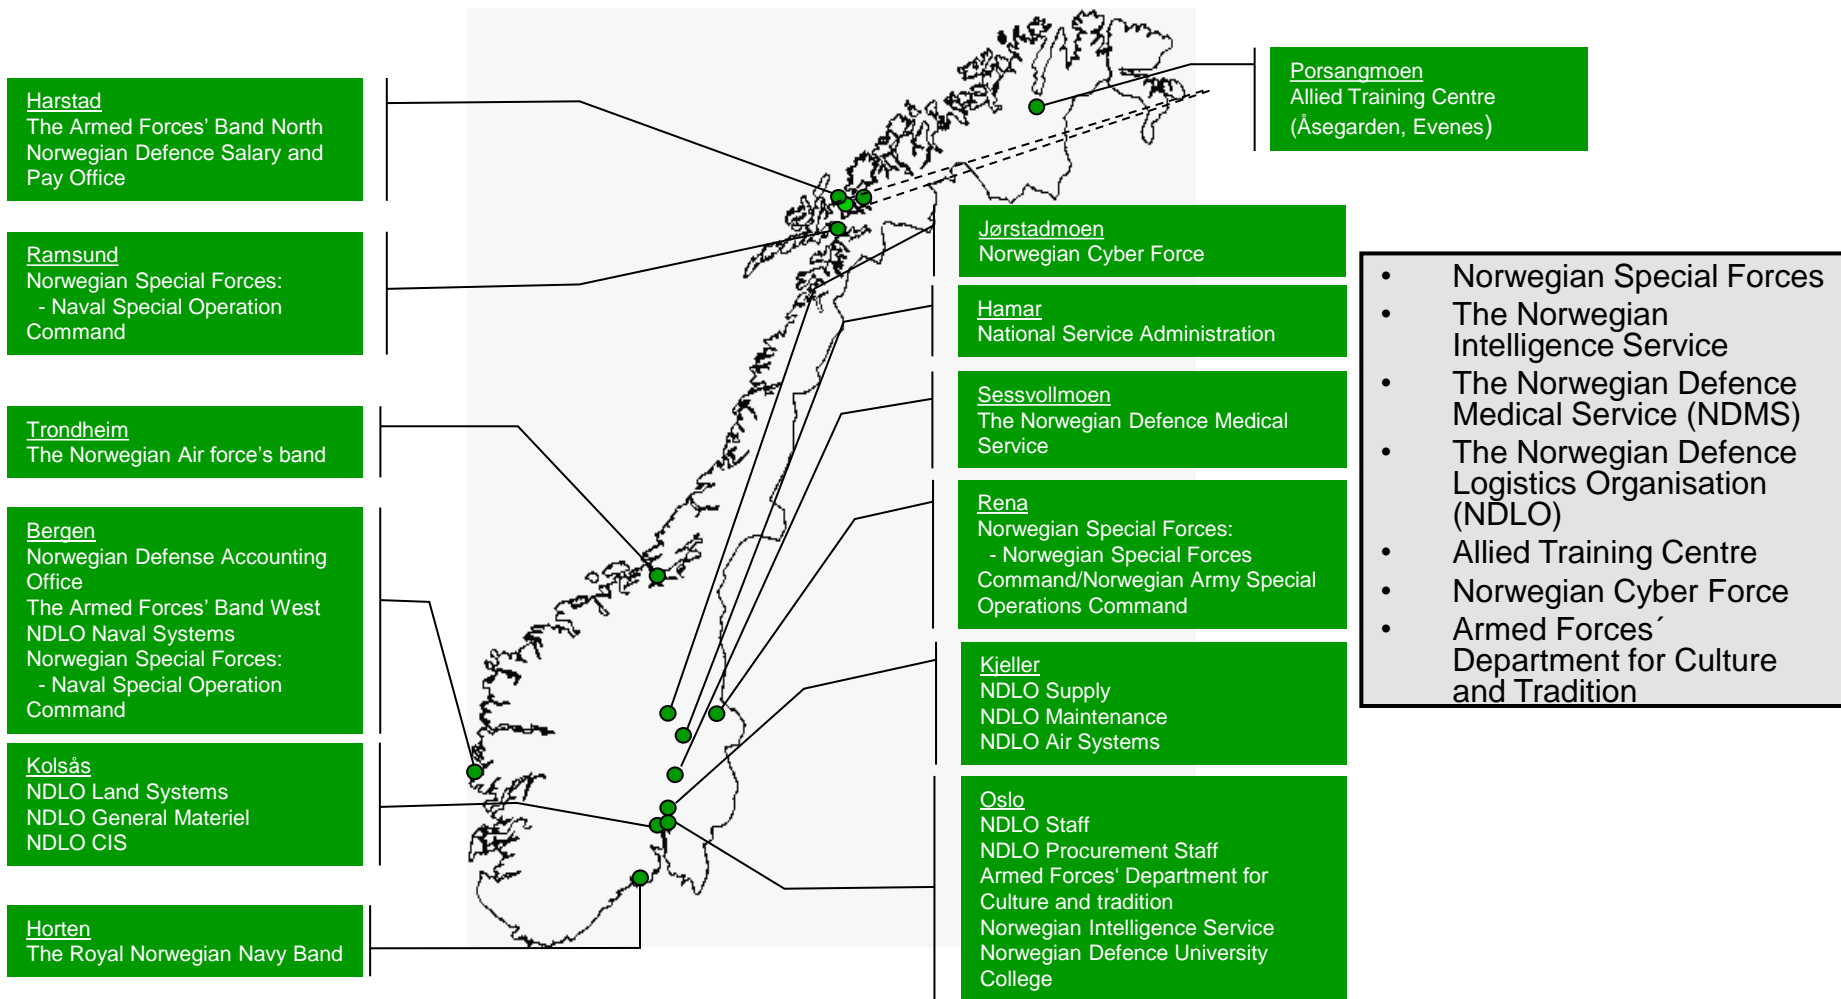 Harstad
The Armed Forces’ Band North
Norwegian Defence Salary and
Pay Office
Ramsund
Norwegian Special Forces:
- Naval Special Operation
Command
Trondheim
The Norwegian Air force’s band
Bergen
Norwegian Defense Accounting
Office
The Armed Forces’ Band West
NDLO Naval Systems
Norwegian Special Forces:
- Naval Special Operation
Command
Kolsås
NDLO Land Systems
NDLO General Materiel
NDLO CIS
Horten
The Royal Norwegian Navy Band
Porsangmoen
Allied Training Centre
(Åsegarden, Evenes)
Jørstadmoen
Norwegian Cyber Force
Hamar
National Service Administration
Sessvollmoen
The Norwegian Defence Medical
Service
Rena
Norwegian Special Forces:
- Norwegian Special Forces
Command/Norwegian Army Special
Operations Command
Kjeller
NDLO Supply
NDLO Maintenance
NDLO Air Systems
Oslo
NDLO Staff
NDLO Procurement Staff
Armed Forces‘ Department for
Culture and tradition
Norwegian Intelligence Service
Norwegian Defence University
College
• Norwegian Special Forces
• The Norwegian
Intelligence Service
• The Norwegian Defence
Medical Service (NDMS)
• The Norwegian Defence
Logistics Organisation
(NDLO)
• Allied Training Centre
• Norwegian Cyber Force
• Armed Forces´
Department for Culture
and Tradition